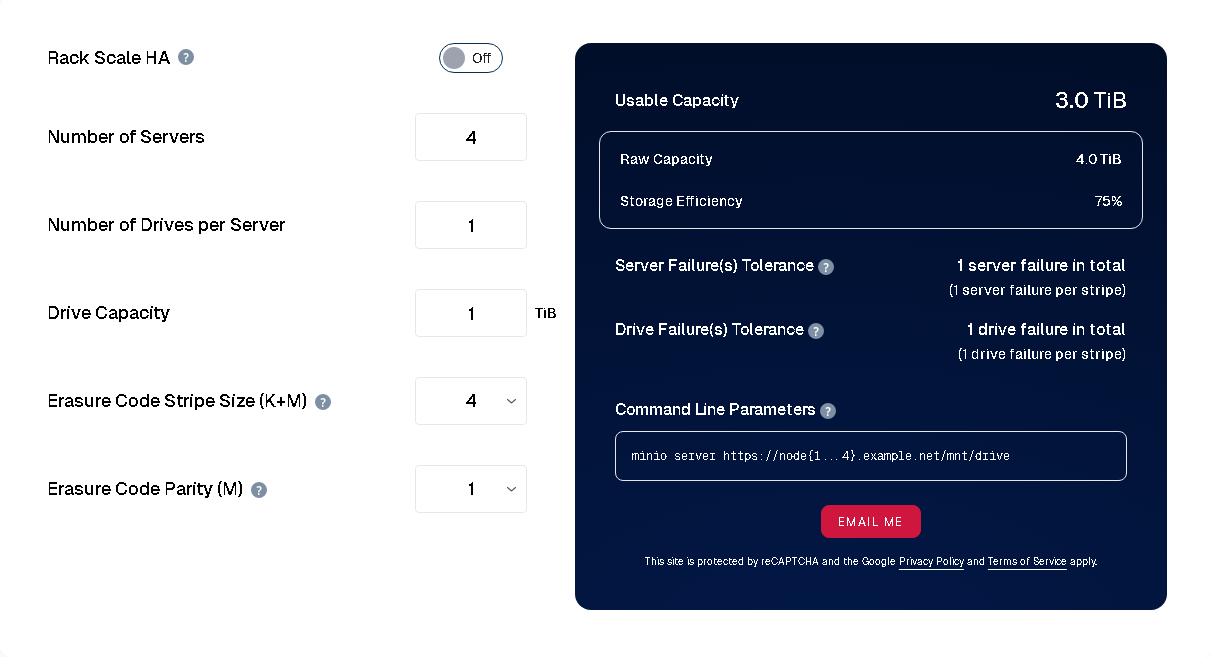 Rack Scale HA ?
Off
Number of Servers
4
Number of Drives per Server
1
Drive Capacity
1
TiB
Erasure Code Stripe Size (K+M) ?
4
Erasure Code Parity (M) ?
1
Usable Capacity
3.0 TiB
Raw Capacity
4.0 TiB
Storage Efficiency
75%
Server Failure(s) Tolerance ?
1 server failure in total
(1 server failure per stripe)
Drive Failure(s) Tolerance ?
1 drive failure in total
(1 drive failure per stripe)
Command Line Parameters ?
minio server https://node{1...4}.example.net/mnt/drive
EMAIL ME
This site is protected by reCAPTCHA and the Google Privacy Policy and Terms of Service apply.